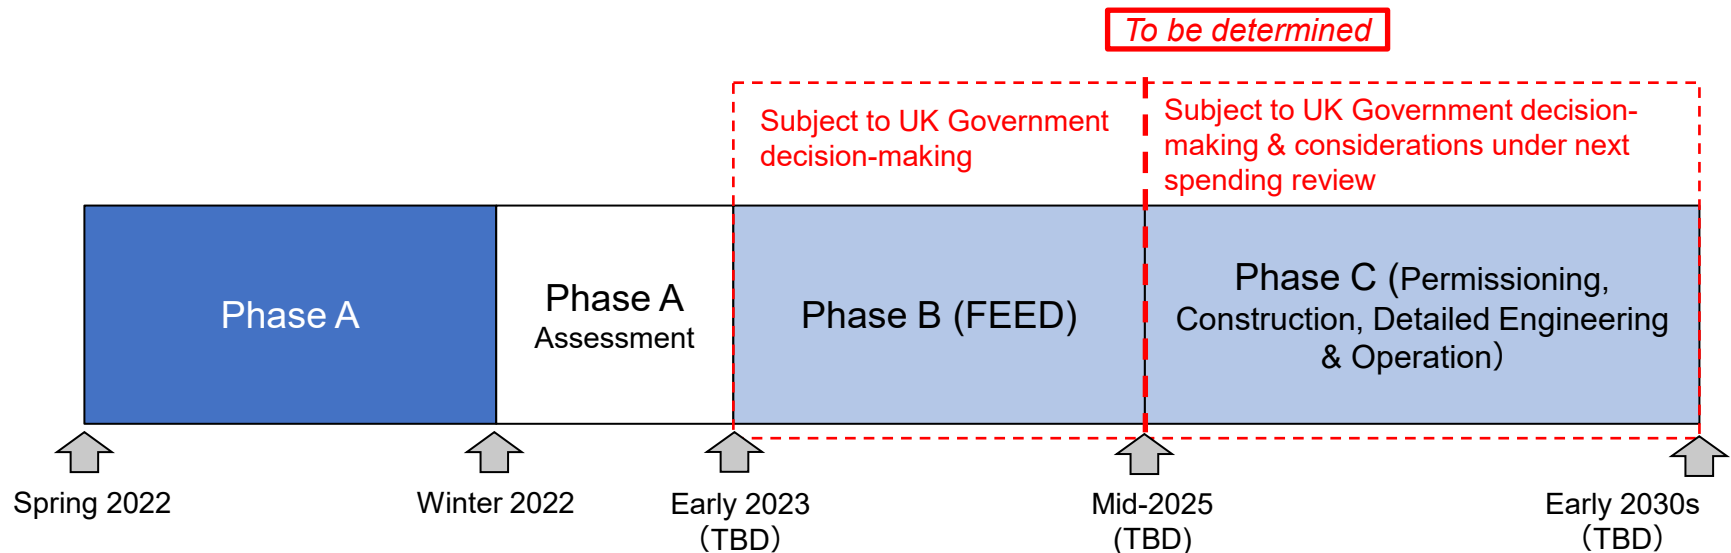 To be determined
Subject to UK Government
decision-making
Subject to UK Government decision-
making & considerations under next
spending review
Phase A
Phase A
Assessment
Phase B (FEED)
Phase C (Permissioning,
Construction, Detailed Engineering
& Operation）
Spring 2022
Winter 2022
Early 2023
（TBD）
Mid-2025
(TBD)
Early 2030s
（TBD）